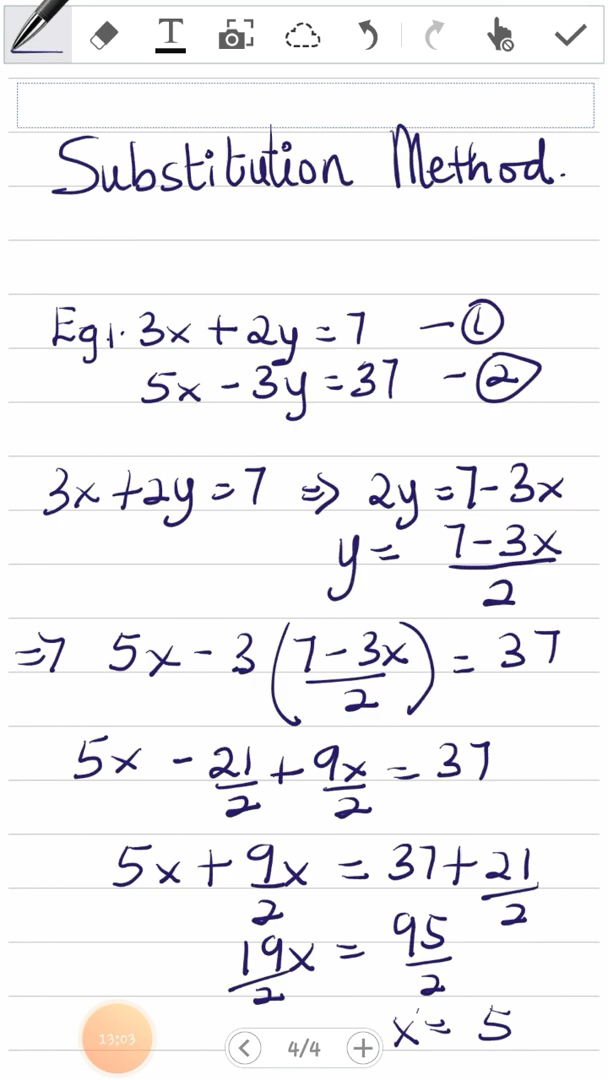 T
Substitution Method.
Eg1. 3x + 2y = 7 — ①
5x - 3y = 37 - ②
3x + 2y = 7 ⇒ 2y = 7 - 3x
y = (7 - 3x)/2
⇒ 5x - 3((7 - 3x)/2) = 37
5x - 21/2 + 9x/2 = 37
5x + 9x/2 = 37 + 21/2
19x/2 = 95/2
x = 5
13:03
4/4